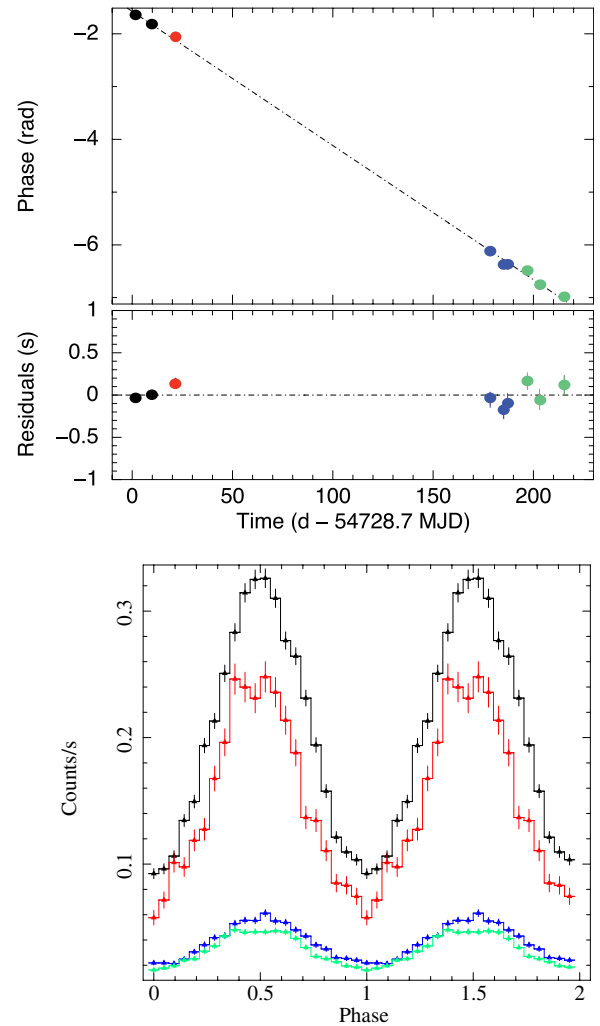 −2
−4
−6
Phase (rad)
1
0.5
0
−0.5
−1
Residuals (s)
0 50 100 150 200
Time (d − 54728.7 MJD)
0.3
0.2
0.1
Counts/s
0 0.5 1 1.5 2
Phase